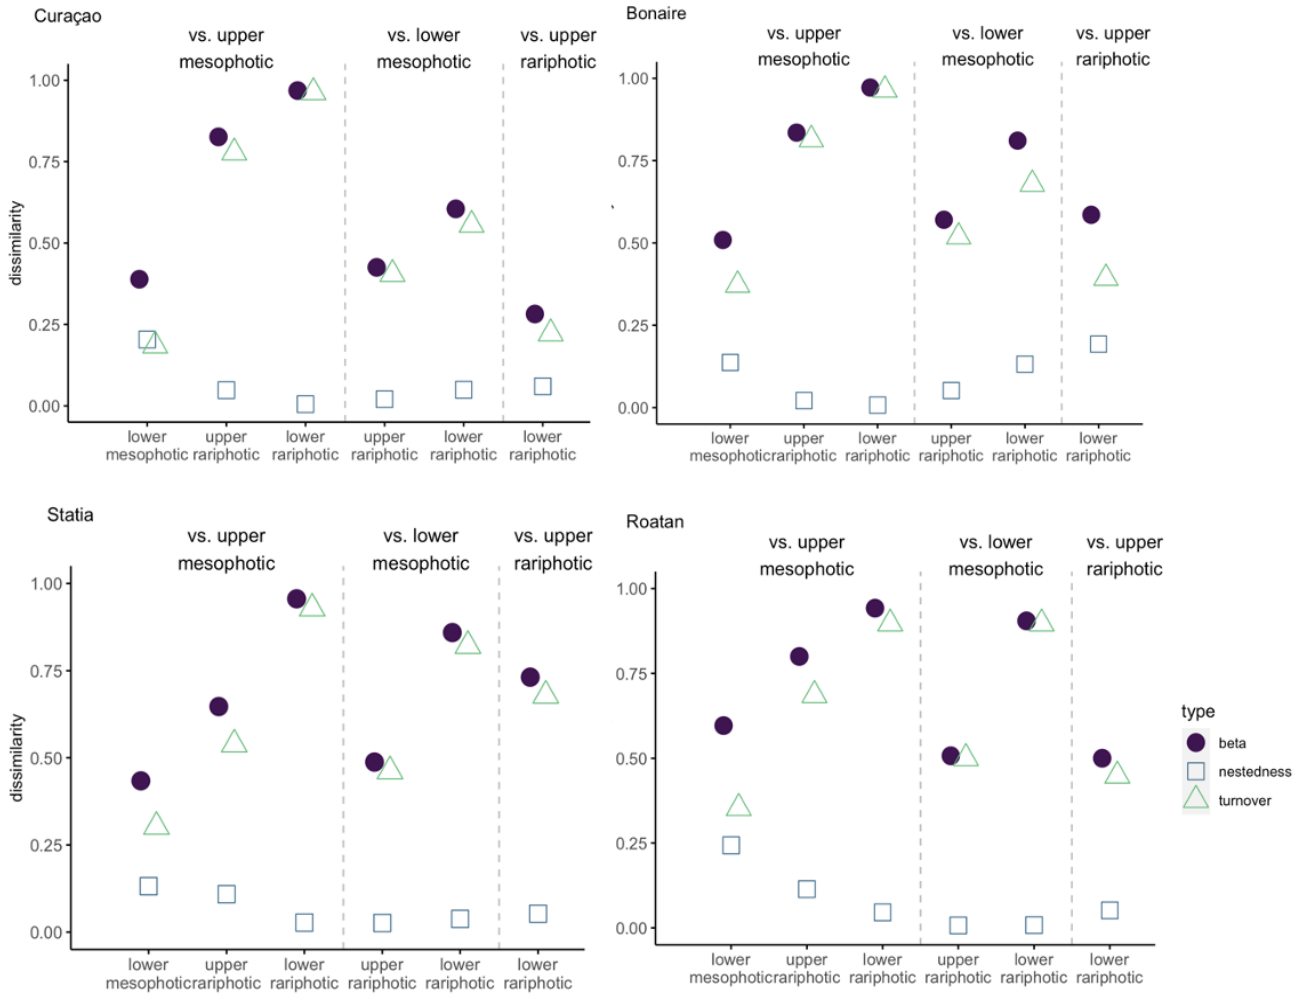 Curaçao
vs. upper
mesophotic
vs. lower
mesophotic
vs. upper
rariphotic
dissimilarity
1.00
0.75
0.50
0.25
0.00
lower
mesophotic
upper
rariphotic
lower
rariphotic
upper
rariphotic
lower
rariphotic
lower
rariphotic
Bonaire
vs. upper
mesophotic
vs. lower
mesophotic
vs. upper
rariphotic
1.00
0.75
0.50
0.25
0.00
lower
mesophotic
upper
rariphotic
lower
rariphotic
upper
rariphotic
lower
rariphotic
lower
rariphotic
Statia
vs. upper
mesophotic
vs. lower
mesophotic
vs. upper
rariphotic
dissimilarity
1.00
0.75
0.50
0.25
0.00
lower
mesophotic
upper
rariphotic
lower
rariphotic
upper
rariphotic
lower
rariphotic
lower
rariphotic
Roatan
vs. upper
mesophotic
vs. lower
mesophotic
vs. upper
rariphotic
1.00
0.75
0.50
0.25
0.00
lower
mesophotic
upper
rariphotic
lower
rariphotic
upper
rariphotic
lower
rariphotic
lower
rariphotic
type
beta
nestedness
turnover